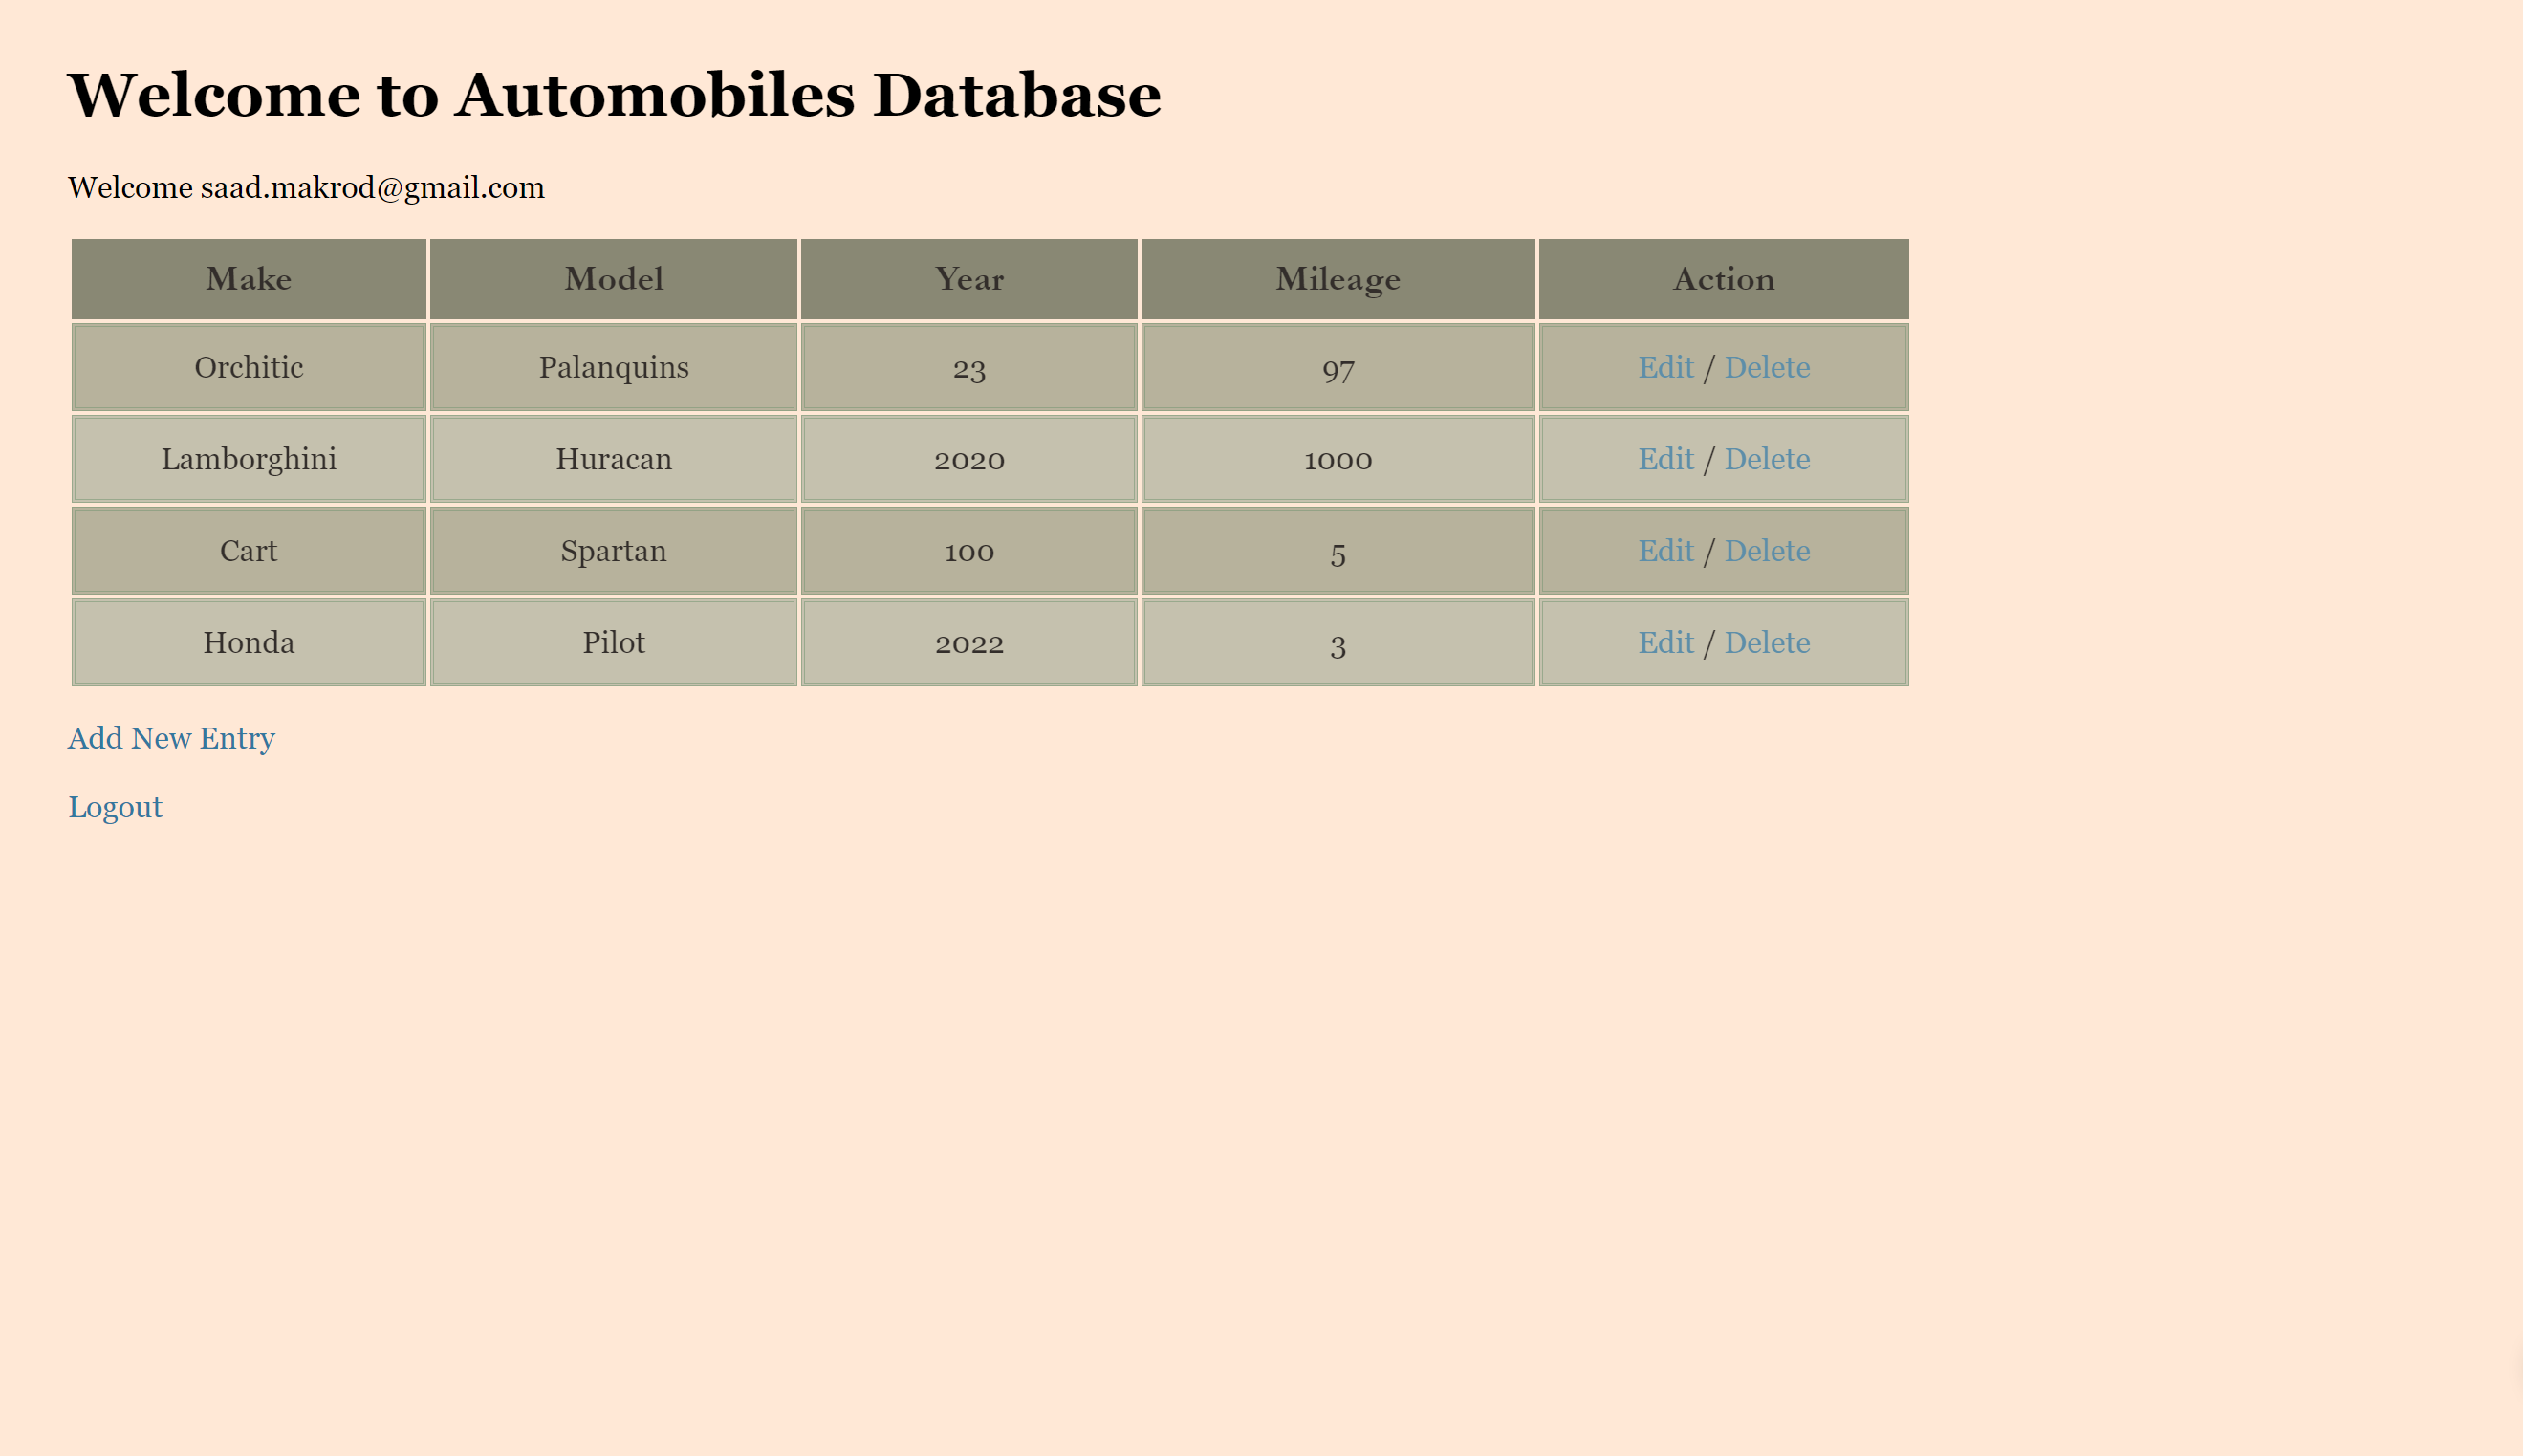 Welcome to Automobiles Database
Welcome saad.makrod@gmail.com
Make Model Year Mileage Action
Orchitic Palanquins 23 97 Edit / Delete
Lamborghini Huracan 2020 1000 Edit / Delete
Cart Spartan 100 5 Edit / Delete
Honda Pilot 2022 3 Edit / Delete
Add New Entry
Logout